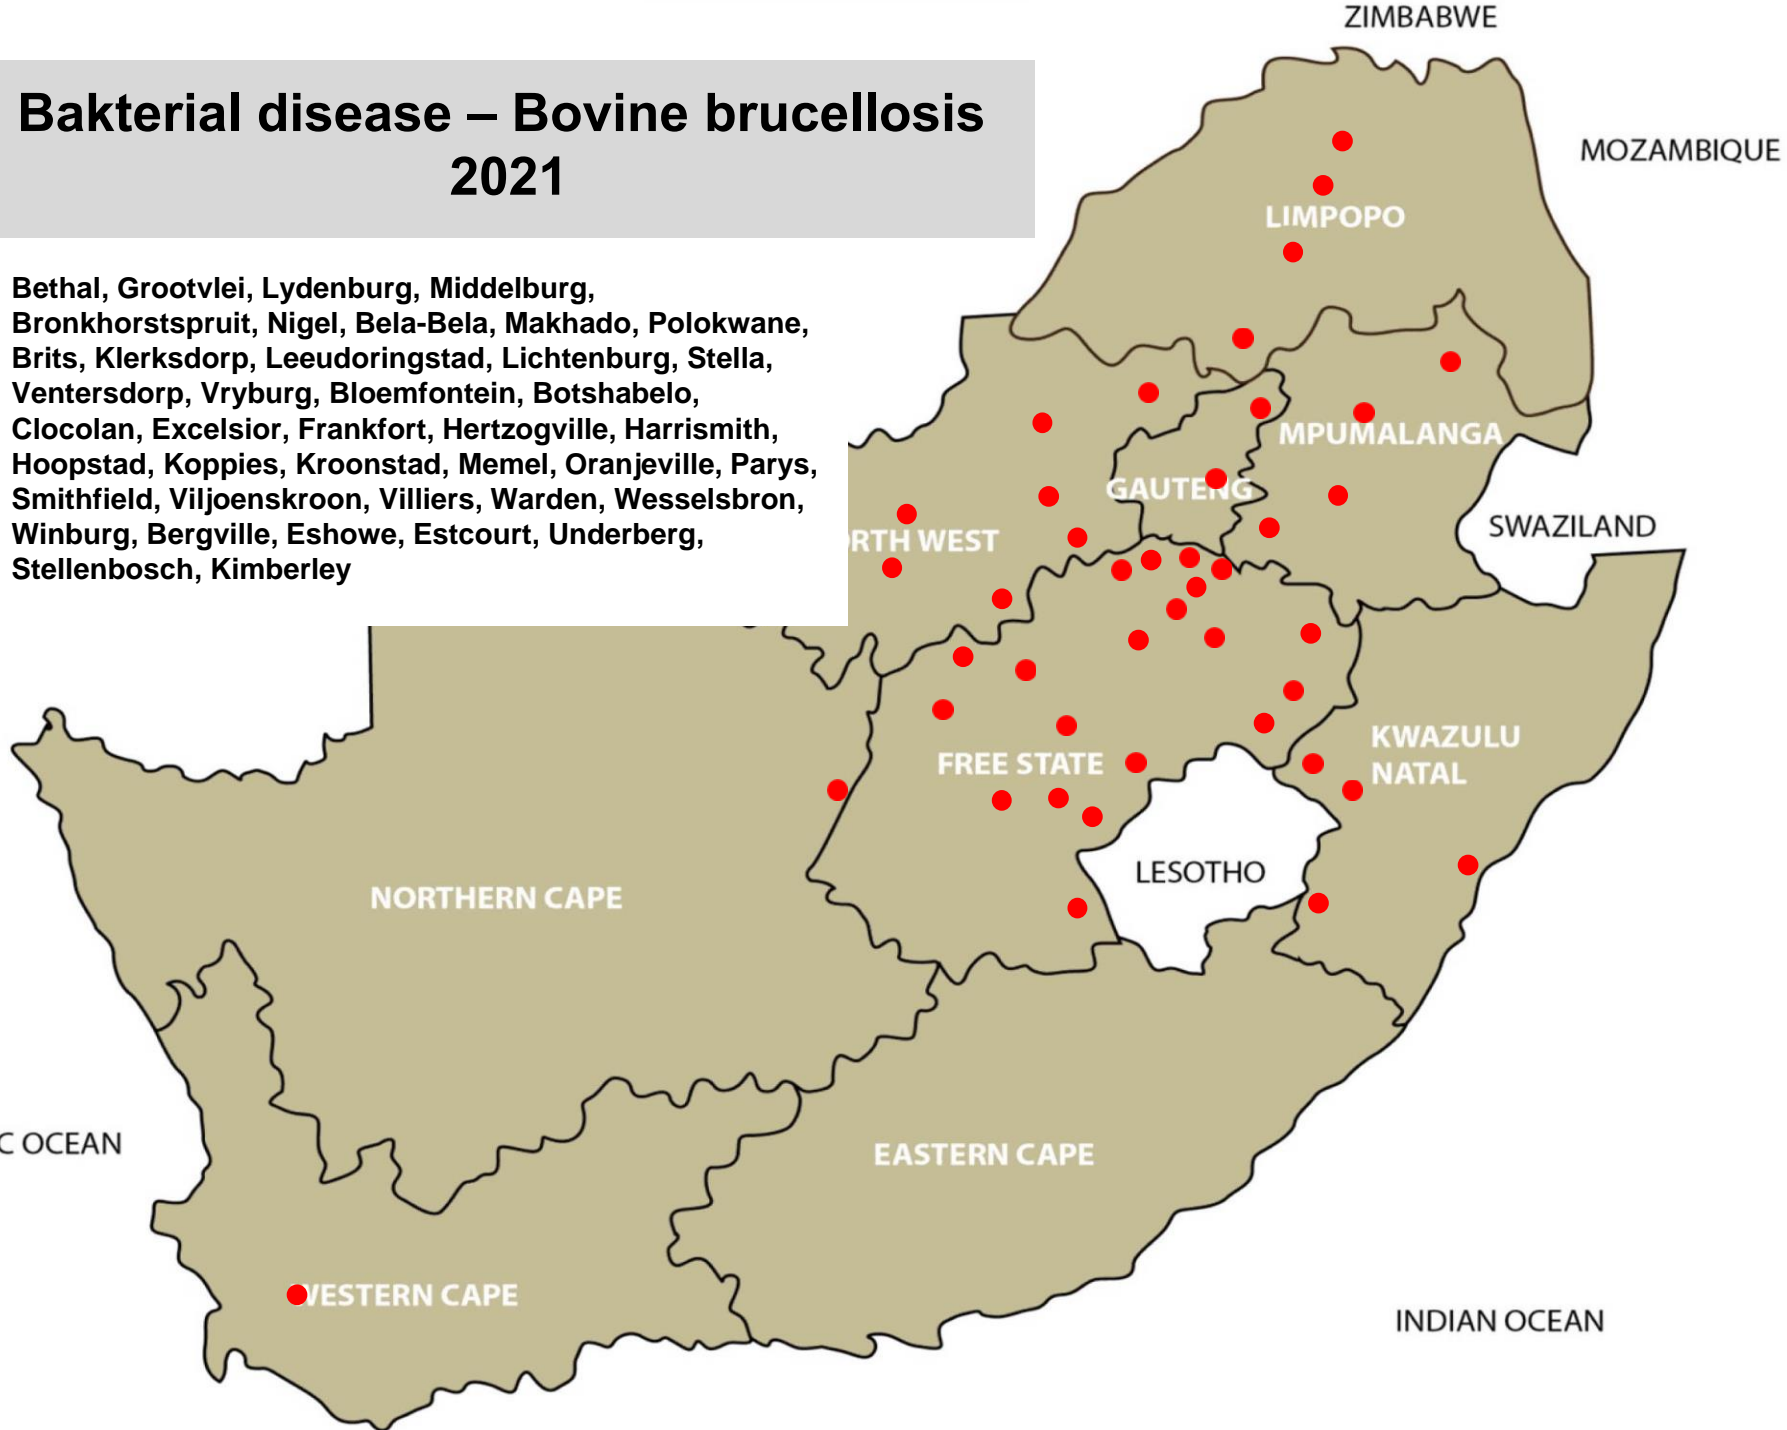 ZIMBABWE
Bakterial disease – Bovine brucellosis
2021
MOZAMBIQUE
LIMPOPO
Bethal, Grootvlei, Lydenburg, Middelburg,
Bronkhorstspruit, Nigel, Bela-Bela, Makhado, Polokwane,
Brits, Klerksdorp, Leeudoringstad, Lichtenburg, Stella,
Ventersdorp, Vryburg, Bloemfontein, Botshabelo,
Clocolan, Excelsior, Frankfort, Hertzogville, Harrismith,
Hoopstad, Koppies, Kroonstad, Memel, Oranjeville, Parys,
Smithfield, Viljoenskroon, Villiers, Warden, Wesselsbron,
Winburg, Bergville, Eshowe, Estcourt, Underberg,
Stellenbosch, Kimberley
MPUMALANGA
GAUTENG
SWAZILAND
RTH WEST
KWAZULU
NATAL
FREE STATE
LESOTHO
NORTHERN CAPE
C OCEAN
EASTERN CAPE
WESTERN CAPE
INDIAN OCEAN